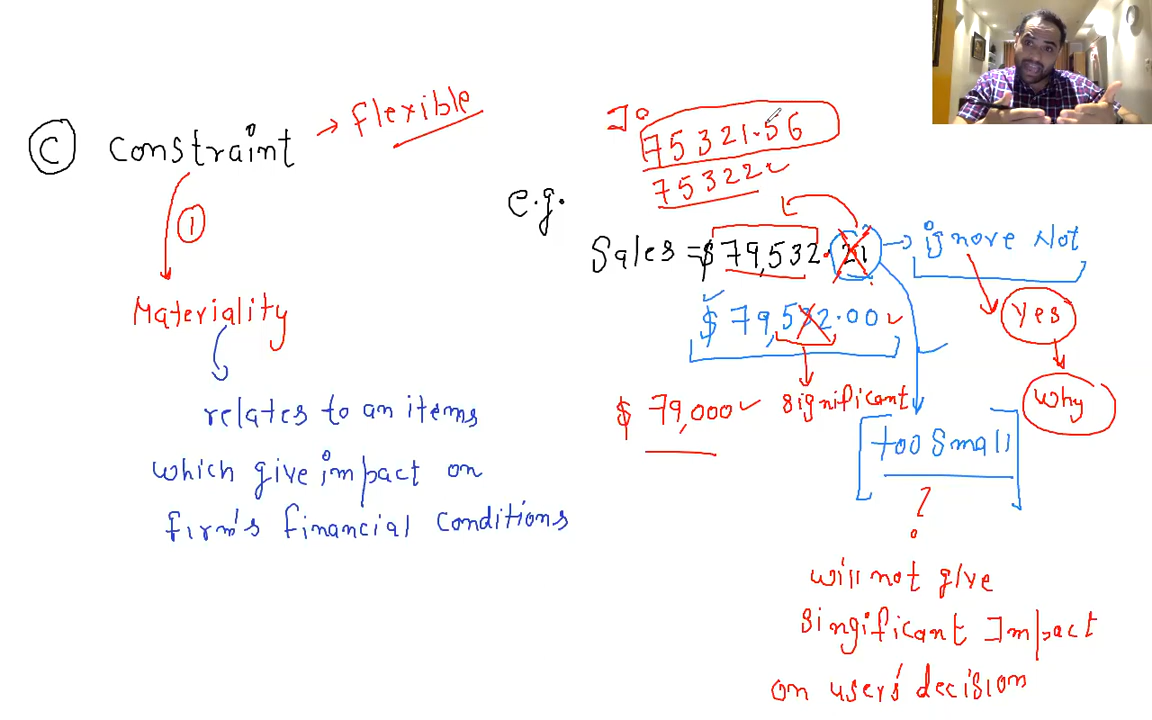 © Constraint → Flexible
①
Materiality
relates to an items
which give impact on
firm's financial conditions
75321.56
75322 ✓
e.g.
Sales = $79,532.21 → ignore Not
$79,532.00 ✓
Yes
Why
$79,000 ✓
significant
too small
?
will not give
Singificant Impact
on user's decision